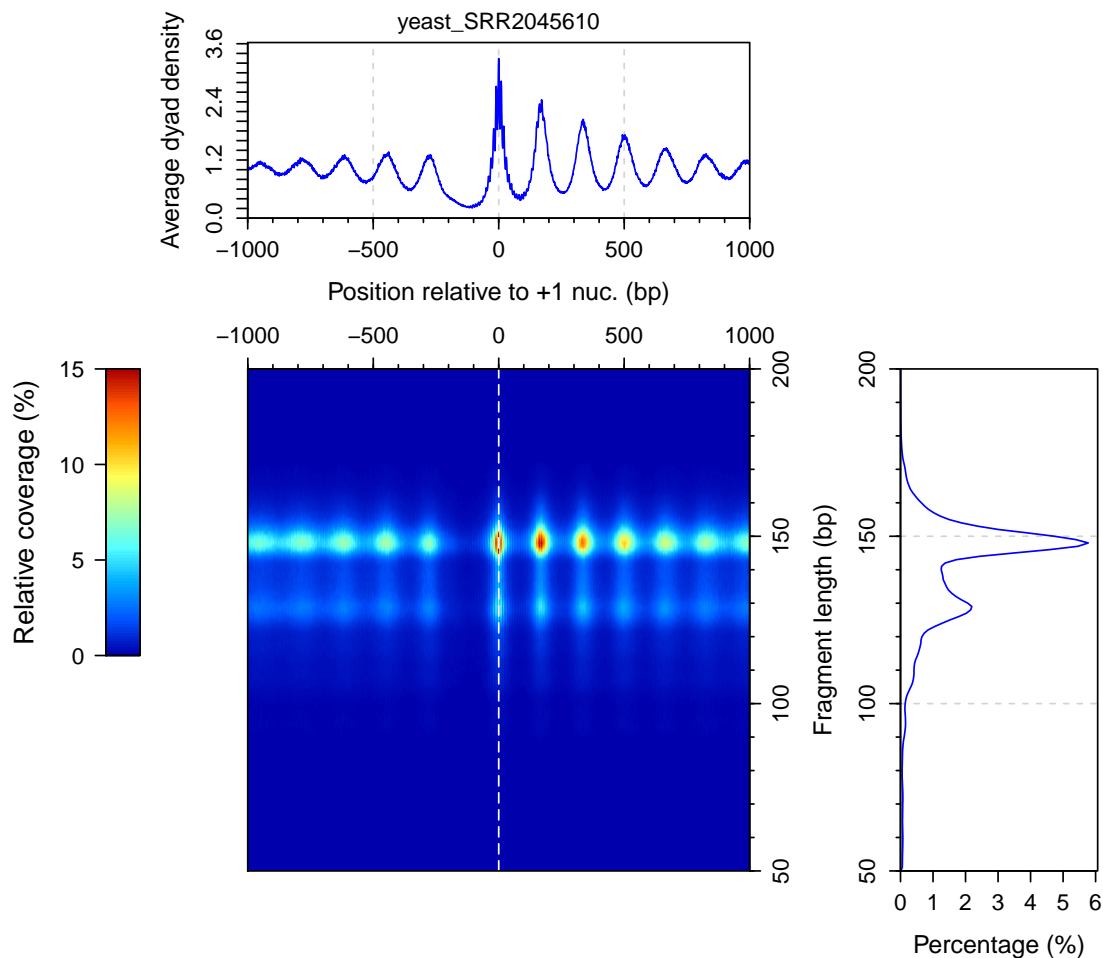 yeast_SRR2045610
Average dyad density
0.0 1.2 2.4 3.6
−1000 −500 0 500 1000
Position relative to +1 nuc. (bp)
−1000 −500 0 500 1000
Relative coverage (%)
0 5 10 15
50 100 150 200
Fragment length (bp)
50 100 150 200
0 1 2 3 4 5 6
Percentage (%)